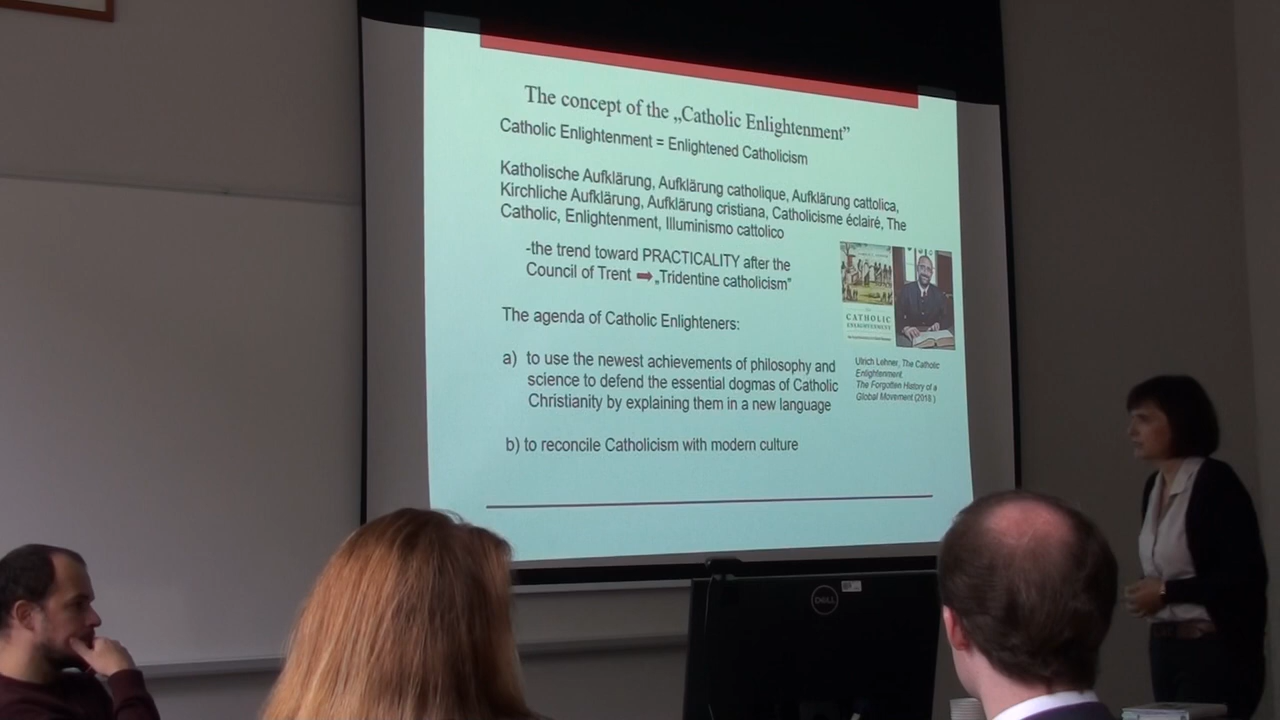 The concept of the „Catholic Enlightenment”
Catholic Enlightenment = Enlightened Catholicism
Katholische Aufklärung, Aufklärung catholique, Aufklärung cattolica,
Kirchliche Aufklärung, Aufklärung cristiana, Catholicisme éclairé, The
Catholic, Enlightenment, Illuminismo cattolico
-the trend toward PRACTICALITY after the
Council of Trent ➡„Tridentine catholicism”
The agenda of Catholic Enlighteners:
a) to use the newest achievements of philosophy and
science to defend the essential dogmas of Catholic
Christianity by explaining them in a new language
b) to reconcile Catholicism with modern culture
CATHOLIC
ENLIGHTENMENT
Ulrich Lehner, The Catholic
Enlightenment.
The Forgotten History of a
Global Movement (2018 )
DELL